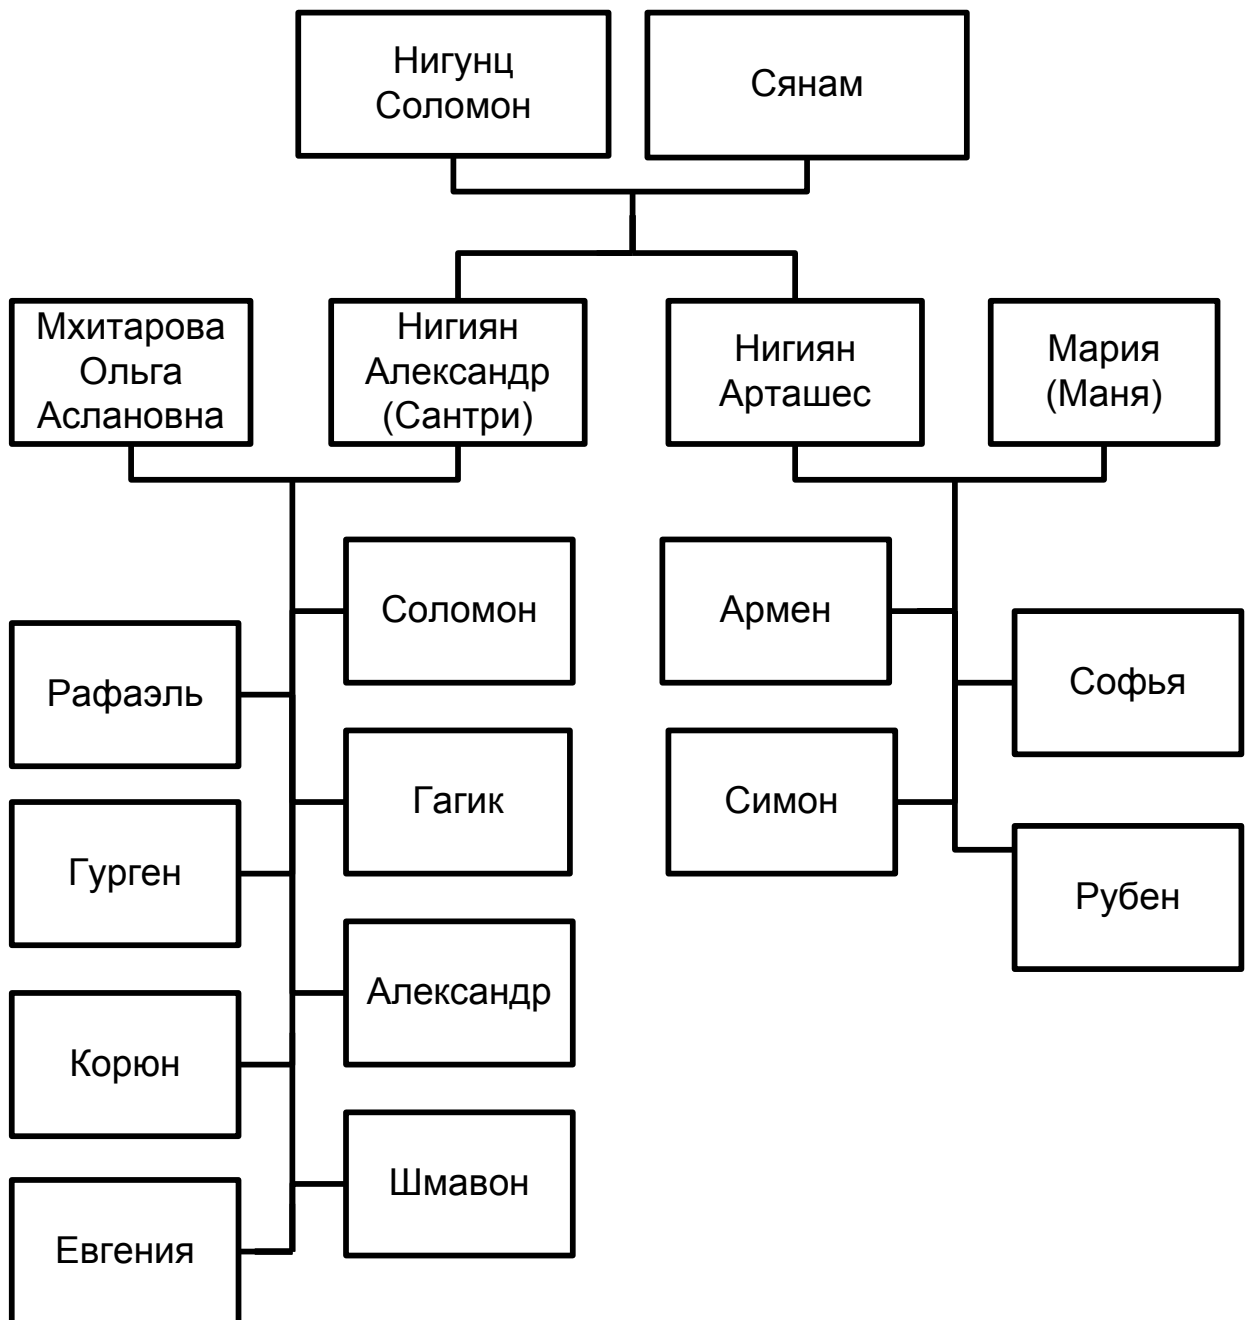 Нигунц
Соломон
Сянам
Мхитарова
Ольга
Аслановна
Нигиян
Александр
(Сантри)
Нигиян
Арташес
Мария
(Маня)
Соломон
Армен
Рафаэль
Софья
Гагик
Симон
Гурген
Рубен
Александр
Корюн
Шмавон
Евгения